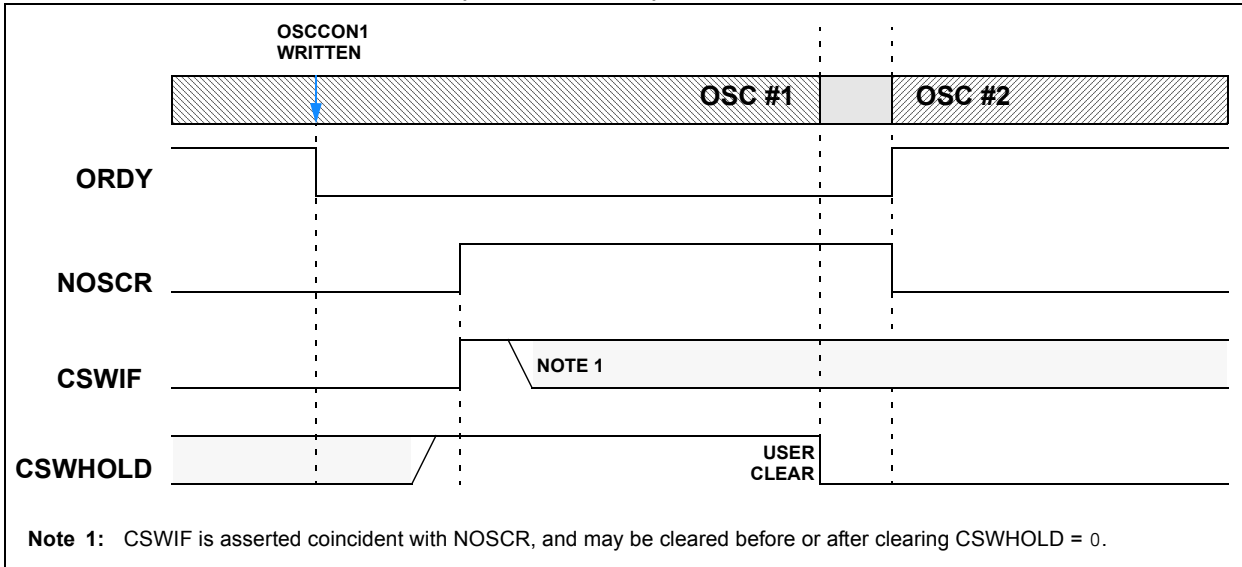 OSCCON1
WRITTEN
OSC #1
OSC #2
ORDY
NOSCR
CSWIF
NOTE 1
CSWHOLD
USER
CLEAR
Note 1: CSWIF is asserted coincident with NOSCR, and may be cleared before or after clearing CSWHOLD = 0.